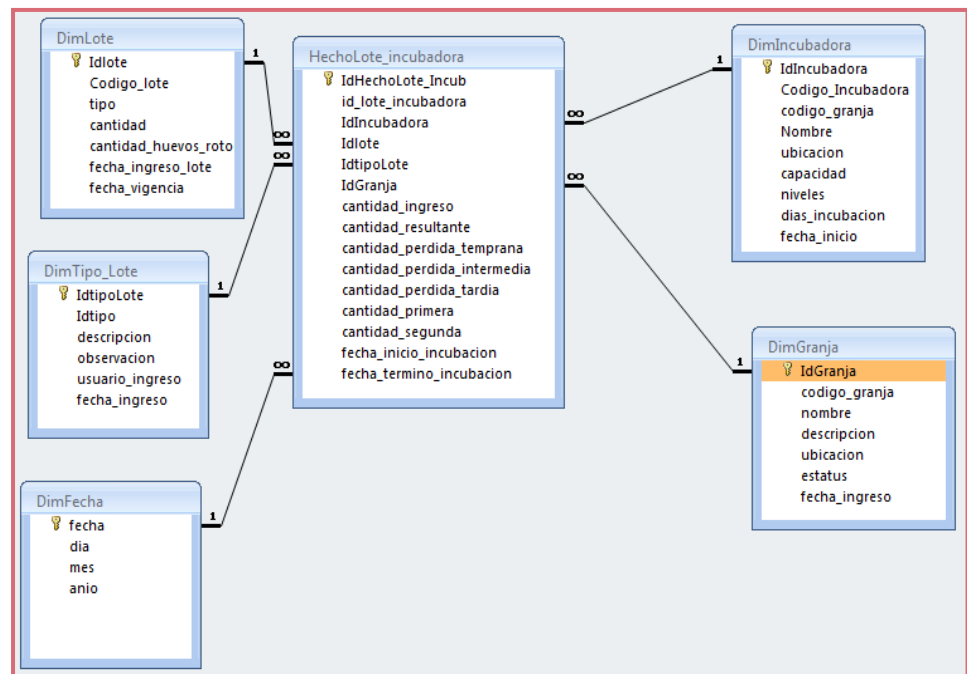 DimLote
Idlote
Codigo_lote
tipo
cantidad
cantidad_huevos_roto
fecha_ingreso_lote
fecha_vigencia
1
∞
DimTipo_Lote
IdtipoLote
Idtipo
descripcion
observacion
usuario_ingreso
fecha_ingreso
1
∞
DimFecha
fecha
dia
mes
anio
1
∞
HechoLote_incubadora
IdHechoLote_Incub
id_lote_incubadora
IdIncubadora
Idlote
IdtipoLote
IdGranja
cantidad_ingreso
cantidad_resultante
cantidad_perdida_temprana
cantidad_perdida_intermedia
cantidad_perdida_tardia
cantidad_primera
cantidad_segunda
fecha_inicio_incubacion
fecha_termino_incubacion
∞
1
DimIncubadora
IdIncubadora
Codigo_Incubadora
codigo_granja
Nombre
ubicacion
capacidad
niveles
dias_incubacion
fecha_inicio
∞
1
DimGranja
IdGranja
codigo_granja
nombre
descripcion
ubicacion
estatus
fecha_ingreso